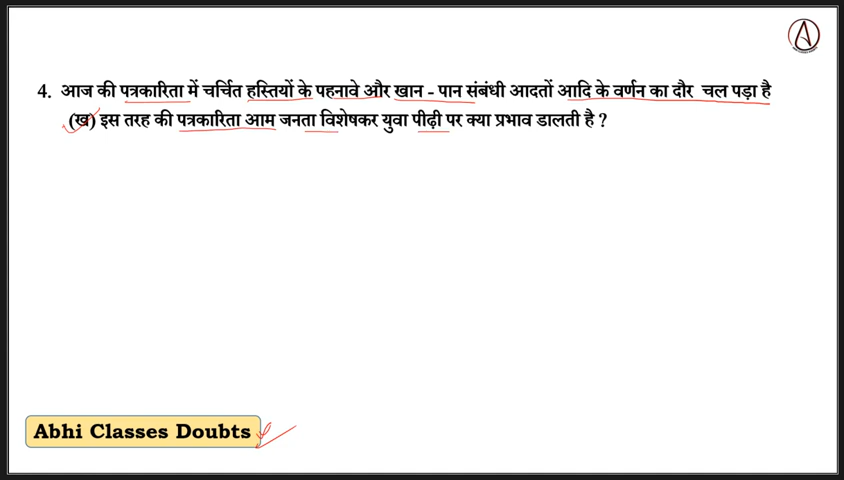 4. आज की पत्रकारिता में चर्चित हस्तियों के पहनावे और खान - पान संबंधी आदतों आदि के वर्णन का दौर चल पड़ा है
(ख) इस तरह की पत्रकारिता आम जनता विशेषकर युवा पीढ़ी पर क्या प्रभाव डालती है ?
Abhi Classes Doubts